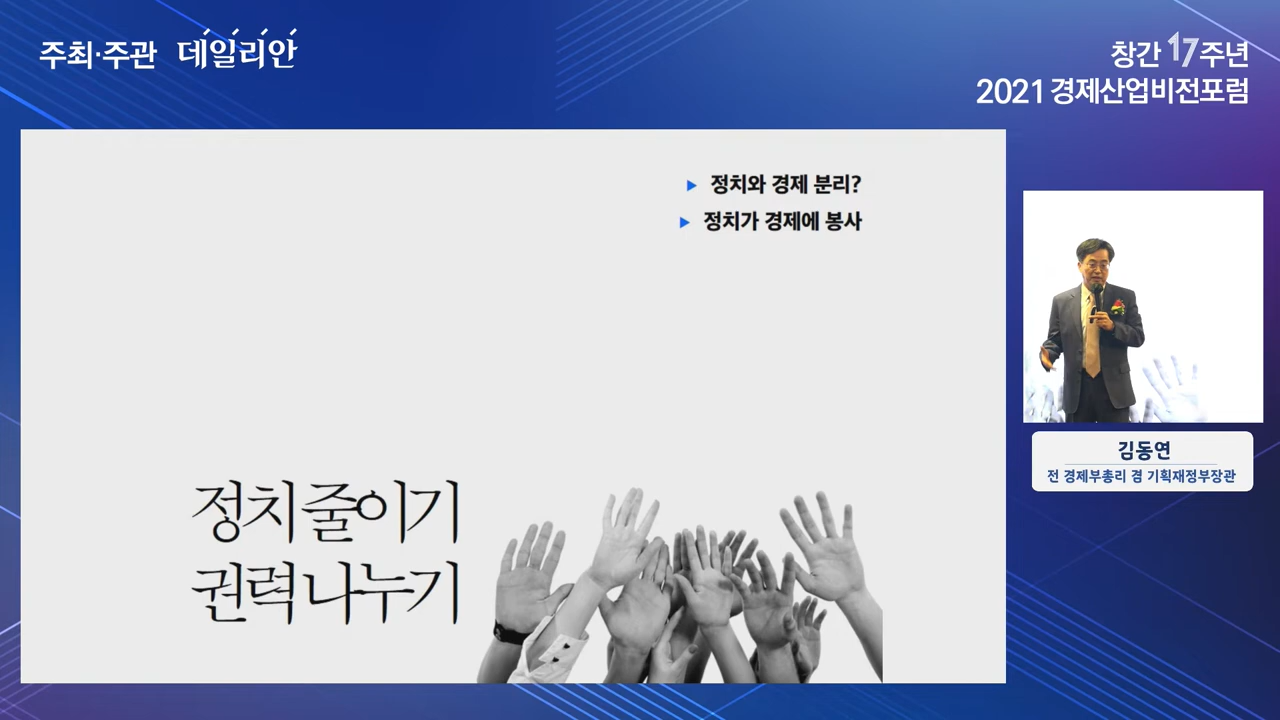 주최·주관 데일리안
창간 17주년
2021 경제산업비전포럼
▶ 정치와 경제 분리?
▶ 정치가 경제에 봉사
정치 줄이기
권력 나누기
김동연
전 경제부총리 겸 기획재정부장관